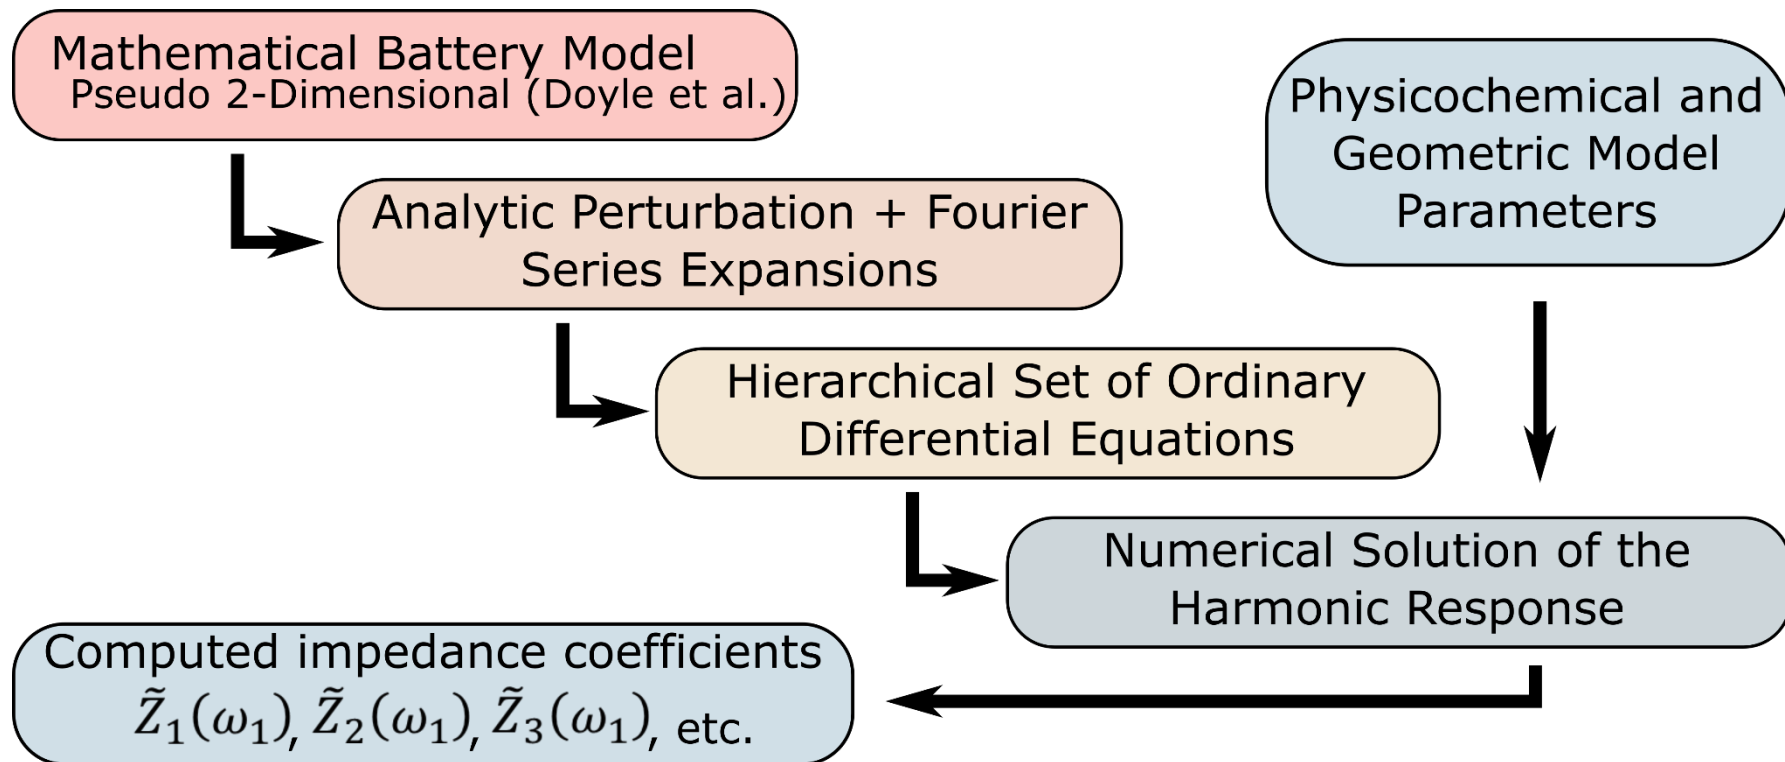 Mathematical Battery Model
Pseudo 2-Dimensional (Doyle et al.)
Physicochemical and
Geometric Model
Parameters
Analytic Perturbation + Fourier
Series Expansions
Hierarchical Set of Ordinary
Differential Equations
Numerical Solution of the
Harmonic Response
Computed impedance coefficients
Z̃₁(ω₁), Z̃₂(ω₁), Z̃₃(ω₁), etc.